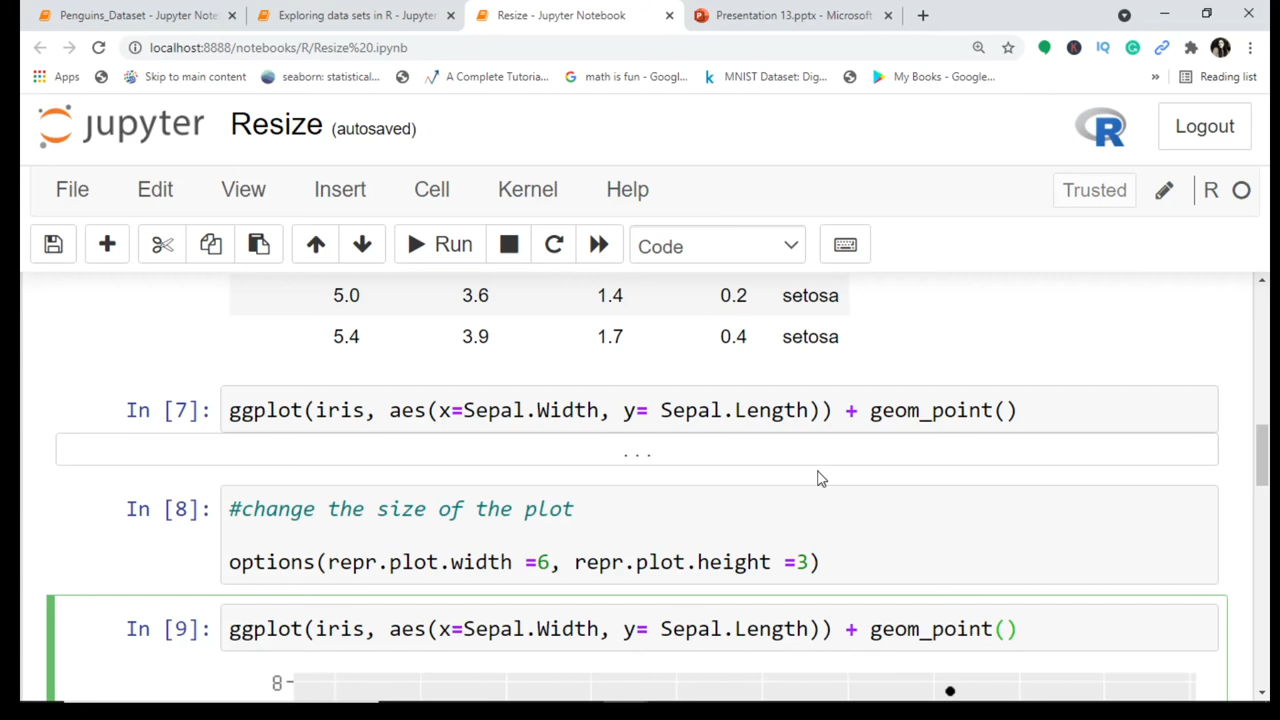 Penguins_Dataset - Jupyter Note
Exploring data sets in R - Jupyter
Resize - Jupyter Notebook
Presentation 13.pptx - Microsoft
localhost:8888/notebooks/R/Resize%20.ipynb
Apps
Skip to main content
seaborn: statistical...
A Complete Tutoria...
math is fun - Googl...
MNIST Dataset: Dig...
My Books - Google...
»
Reading list
jupyter Resize (autosaved)
R
Logout
File Edit View Insert Cell Kernel Help
Trusted
R
Run
Code
5.0 3.6 1.4 0.2 setosa
5.4 3.9 1.7 0.4 setosa
In [7]: ggplot(iris, aes(x=Sepal.Width, y= Sepal.Length)) + geom_point()
...
In [8]: #change the size of the plot
options(repr.plot.width =6, repr.plot.height =3)
In [9]: ggplot(iris, aes(x=Sepal.Width, y= Sepal.Length)) + geom_point()
8